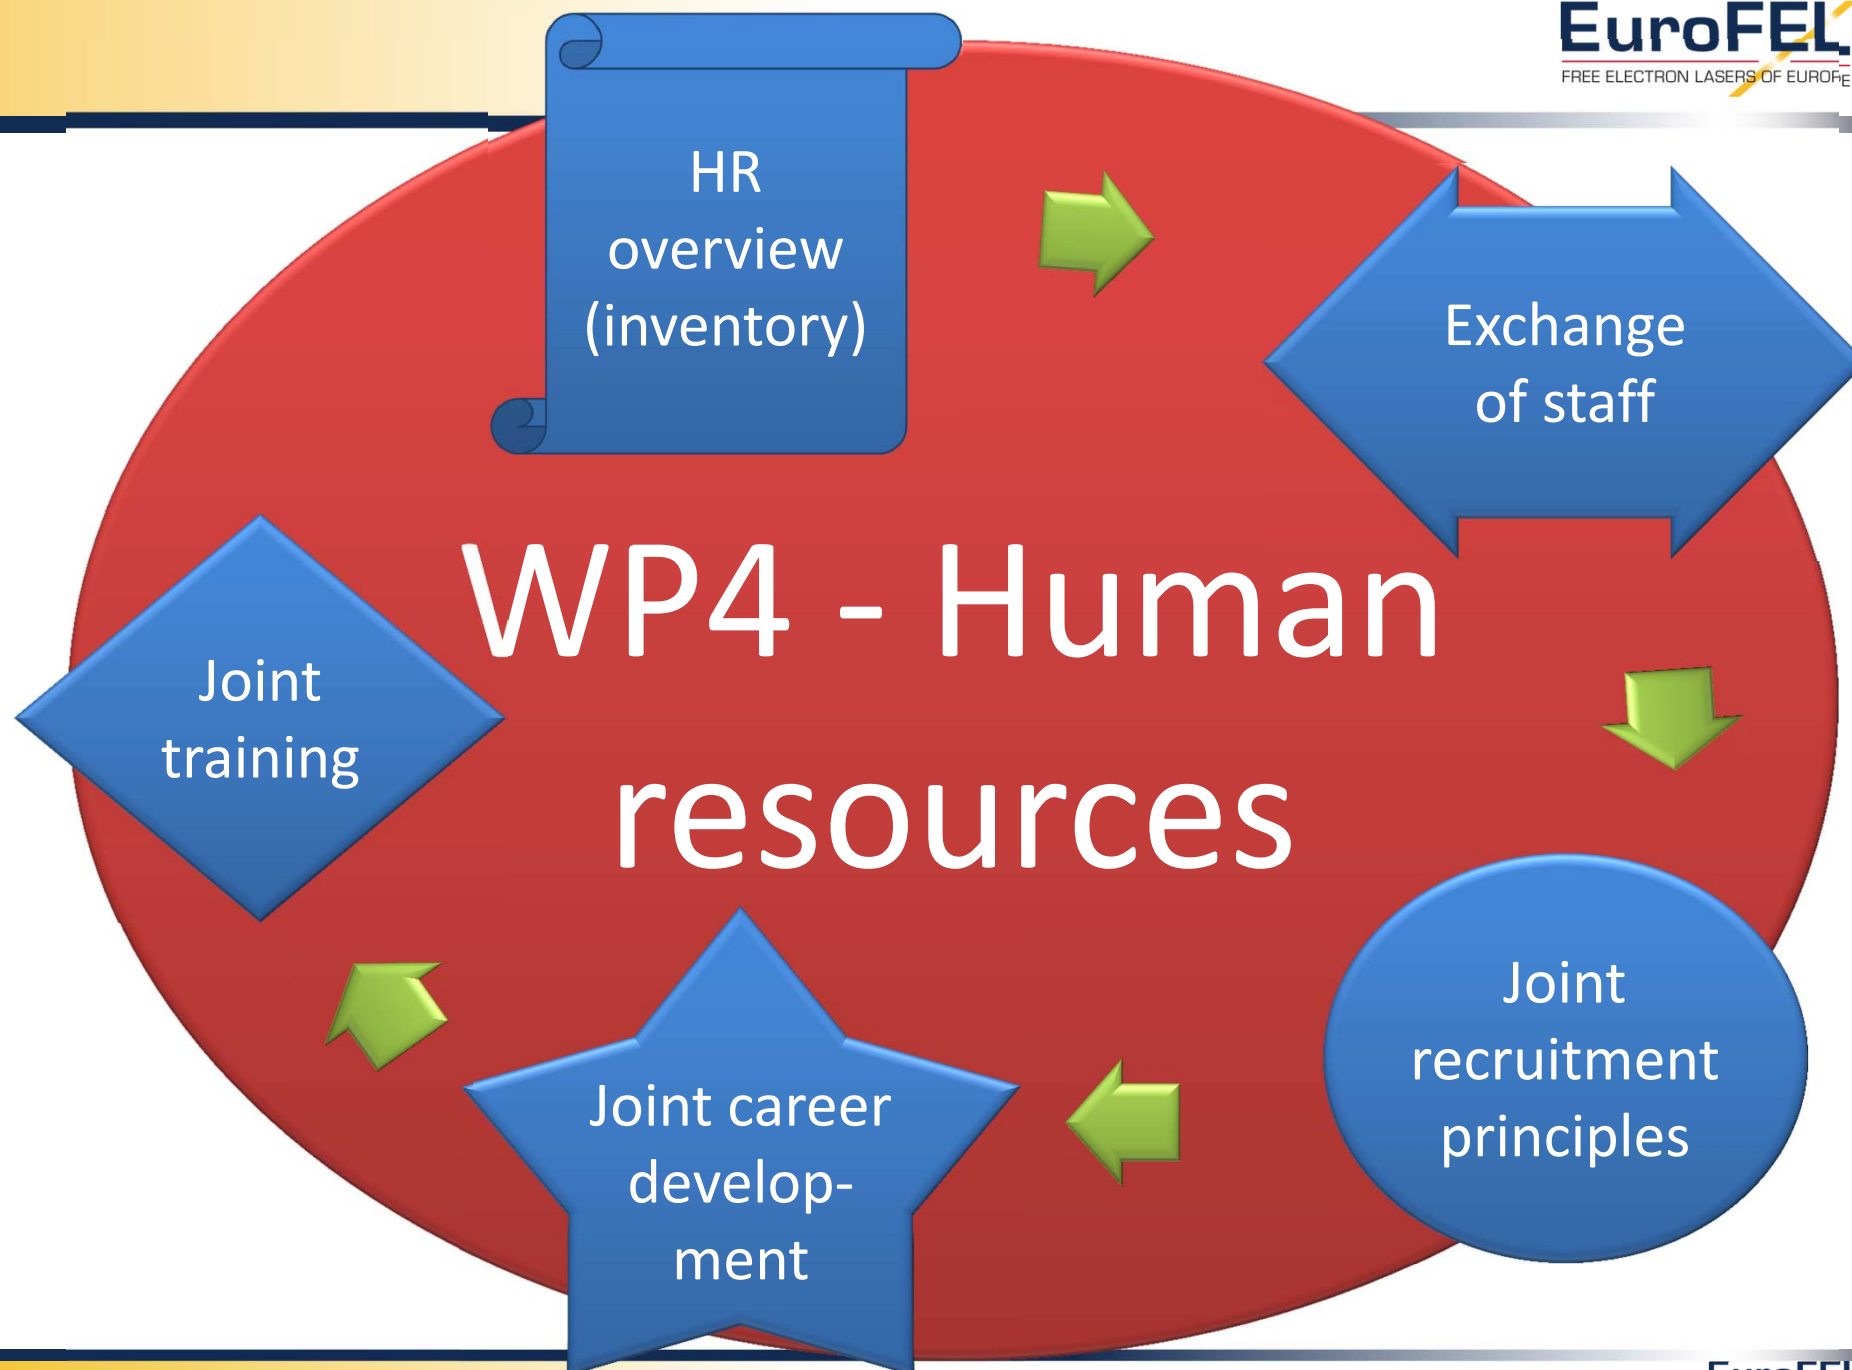 EuroFEL
FREE ELECTRON LASERS OF EUROPE
HR
overview
(inventory)
Exchange
of staff
WP4 - Human
resources
Joint
training
Joint
recruitment
principles
Joint career
develop-
ment
EuroFEL